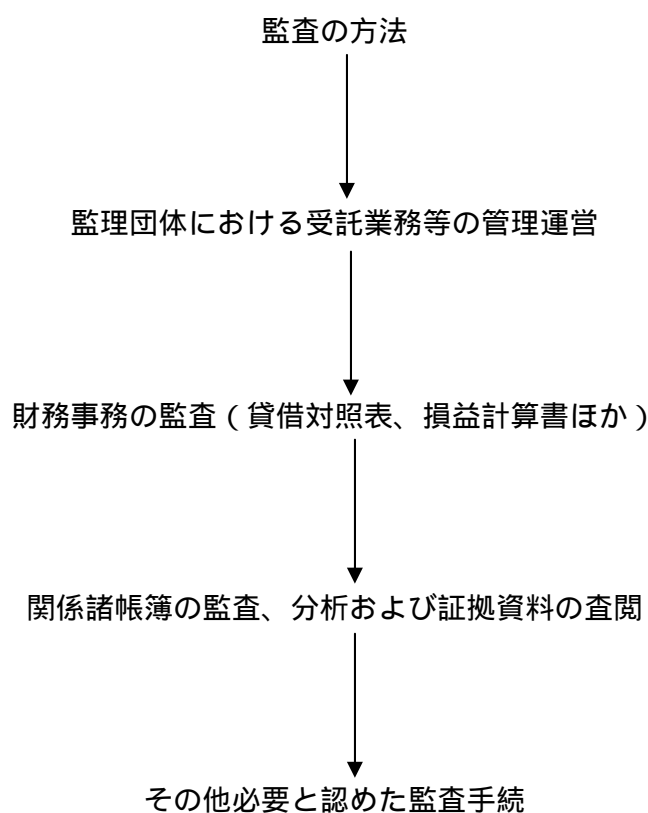 監査の方法
監理団体における受託業務等の管理運営
財務事務の監査（貸借対照表、損益計算書ほか）
関係諸帳簿の監査、分析および証拠資料の査閲
その他必要と認めた監査手続